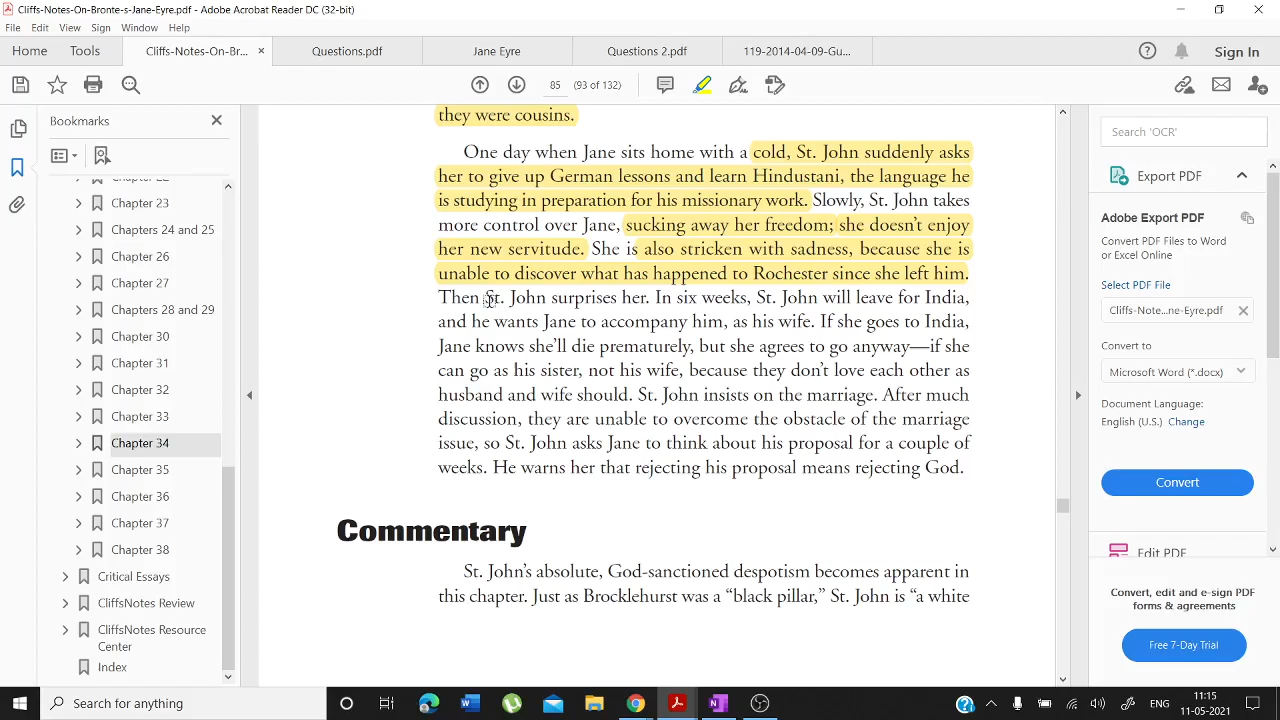 Cliffs-Notes-On-Bronte-s-Jane-Eyre.pdf - Adobe Acrobat Reader DC (32-bit)
File Edit View Sign Window Help
Home Tools Cliffs-Notes-On-Br... Questions.pdf Jane Eyre Questions 2.pdf 119-2014-04-09-Gu... Sign In
85 (93 of 132)
Bookmarks
Chapter 23
Chapters 24 and 25
Chapter 26
Chapter 27
Chapters 28 and 29
Chapter 30
Chapter 31
Chapter 32
Chapter 33
Chapter 34
Chapter 35
Chapter 36
Chapter 37
Chapter 38
Critical Essays
CliffsNotes Review
CliffsNotes Resource
Center
Index
they were cousins.
One day when Jane sits home with a cold, St. John suddenly asks
her to give up German lessons and learn Hindustani, the language he
is studying in preparation for his missionary work. Slowly, St. John takes
more control over Jane, sucking away her freedom; she doesn't enjoy
her new servitude. She is also stricken with sadness, because she is
unable to discover what has happened to Rochester since she left him.
Then St. John surprises her. In six weeks, St. John will leave for India,
and he wants Jane to accompany him, as his wife. If she goes to India,
Jane knows she'll die prematurely, but she agrees to go anyway—if she
can go as his sister, not his wife, because they don't love each other as
husband and wife should. St. John insists on the marriage. After much
discussion, they are unable to overcome the obstacle of the marriage
issue, so St. John asks Jane to think about his proposal for a couple of
weeks. He warns her that rejecting his proposal means rejecting God.
Commentary
St. John's absolute, God-sanctioned despotism becomes apparent in
this chapter. Just as Brocklehurst was a “black pillar,” St. John is “a white
Search 'OCR'
Export PDF
Adobe Export PDF
Convert PDF Files to Word
or Excel Online
Select PDF File
Cliffs-Note...ne-Eyre.pdf
Convert to
Microsoft Word (*.docx)
Document Language:
English (U.S.) Change
Convert
Edit PDF
Convert, edit and e-sign PDF
forms & agreements
Free 7-Day Trial
Search for anything
ENG
11:15
11-05-2021